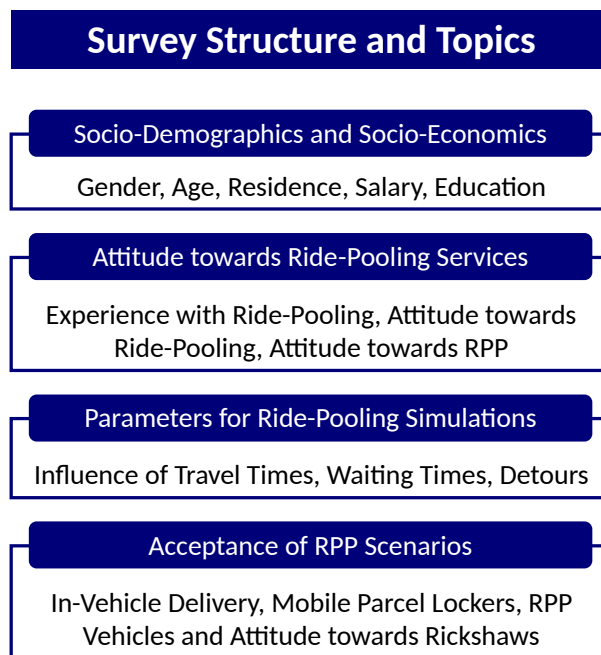 Survey Structure and Topics
Socio-Demographics and Socio-Economics
Gender, Age, Residence, Salary, Education
Attitude towards Ride-Pooling Services
Experience with Ride-Pooling, Attitude towards
Ride-Pooling, Attitude towards RPP
Parameters for Ride-Pooling Simulations
Influence of Travel Times, Waiting Times, Detours
Acceptance of RPP Scenarios
In-Vehicle Delivery, Mobile Parcel Lockers, RPP
Vehicles and Attitude towards Rickshaws